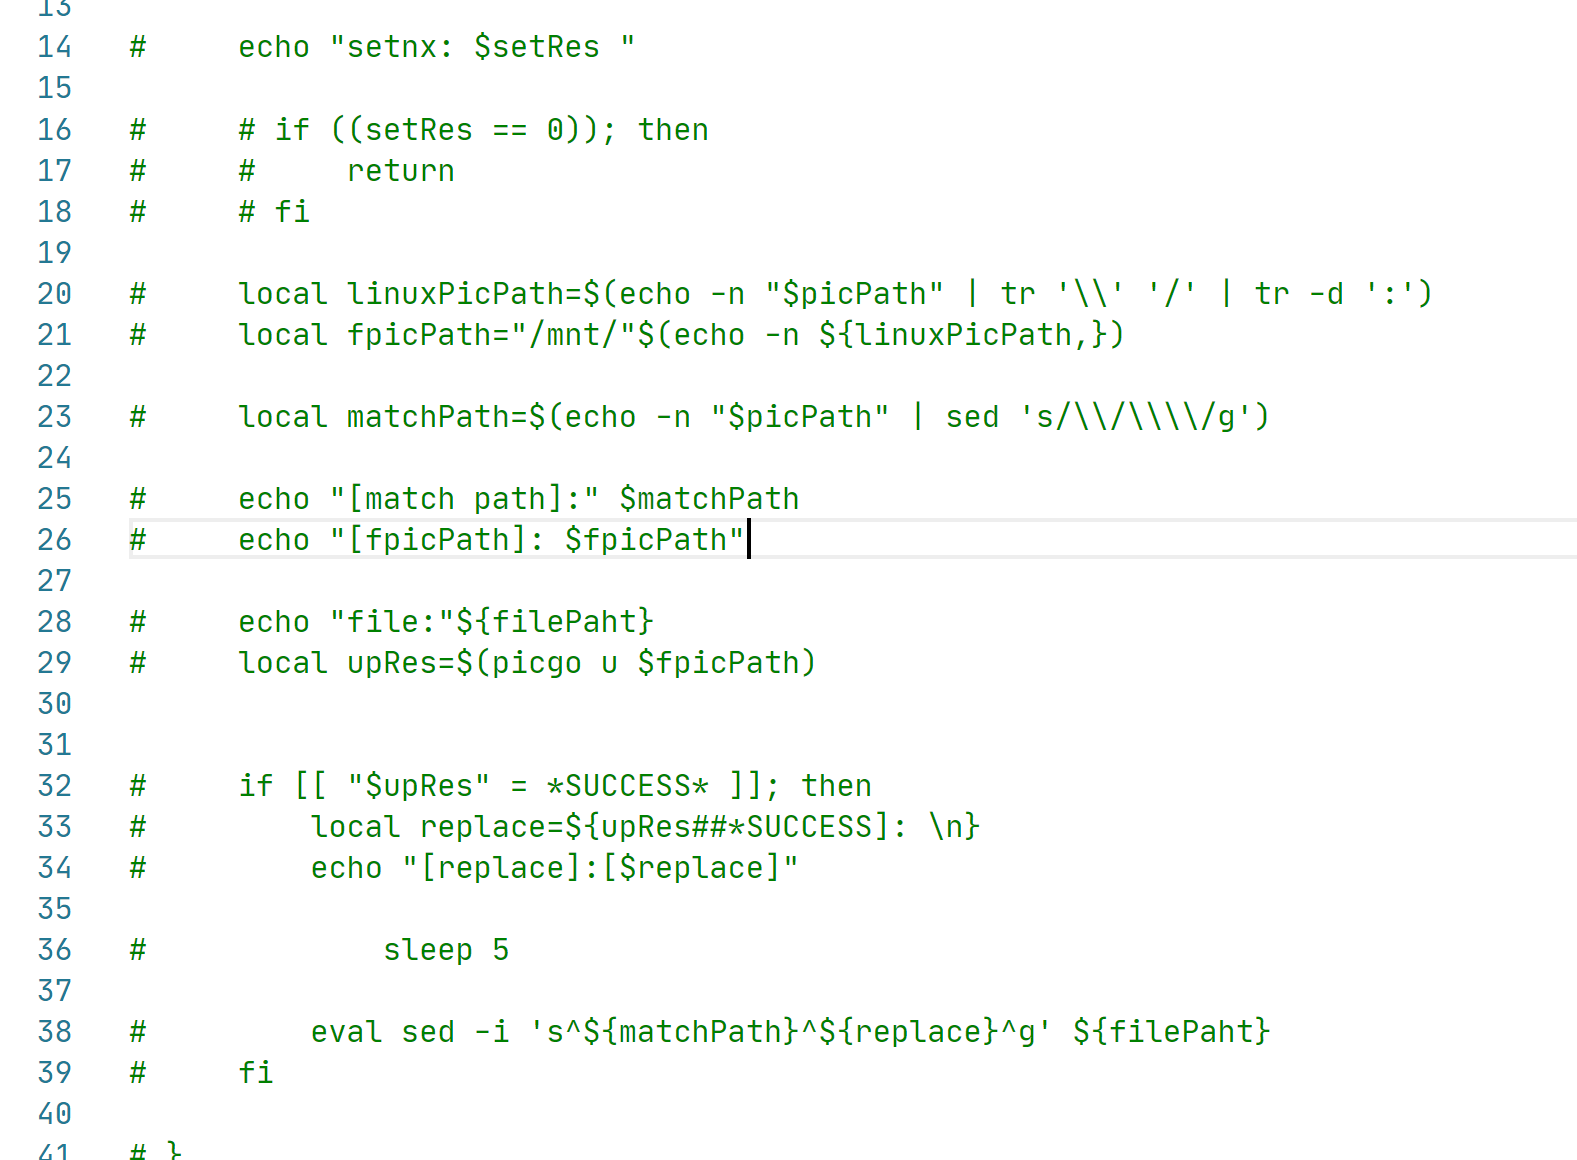 13
14 #     echo "setnx: $setRes "
15
16 #     # if ((setRes == 0)); then
17 #     #     return
18 #     # fi
19
20 #     local linuxPicPath=$(echo -n "$picPath" | tr '\\' '/' | tr -d ':')
21 #     local fpicPath="/mnt/"$(echo -n ${linuxPicPath,})
22
23 #     local matchPath=$(echo -n "$picPath" | sed 's/\\/\\\\/g')
24
25 #     echo "[match path]:" $matchPath
26 #     echo "[fpicPath]: $fpicPath"
27
28 #     echo "file:"${filePaht}
29 #     local upRes=$(picgo u $fpicPath)
30
31
32 #     if [[ "$upRes" = *SUCCESS* ]]; then
33 #         local replace=${upRes##*SUCCESS]: \n}
34 #         echo "[replace]:[$replace]"
35
36 #             sleep 5
37
38 #         eval sed -i 's^${matchPath}^${replace}^g' ${filePaht}
39 #     fi
40
41 # }